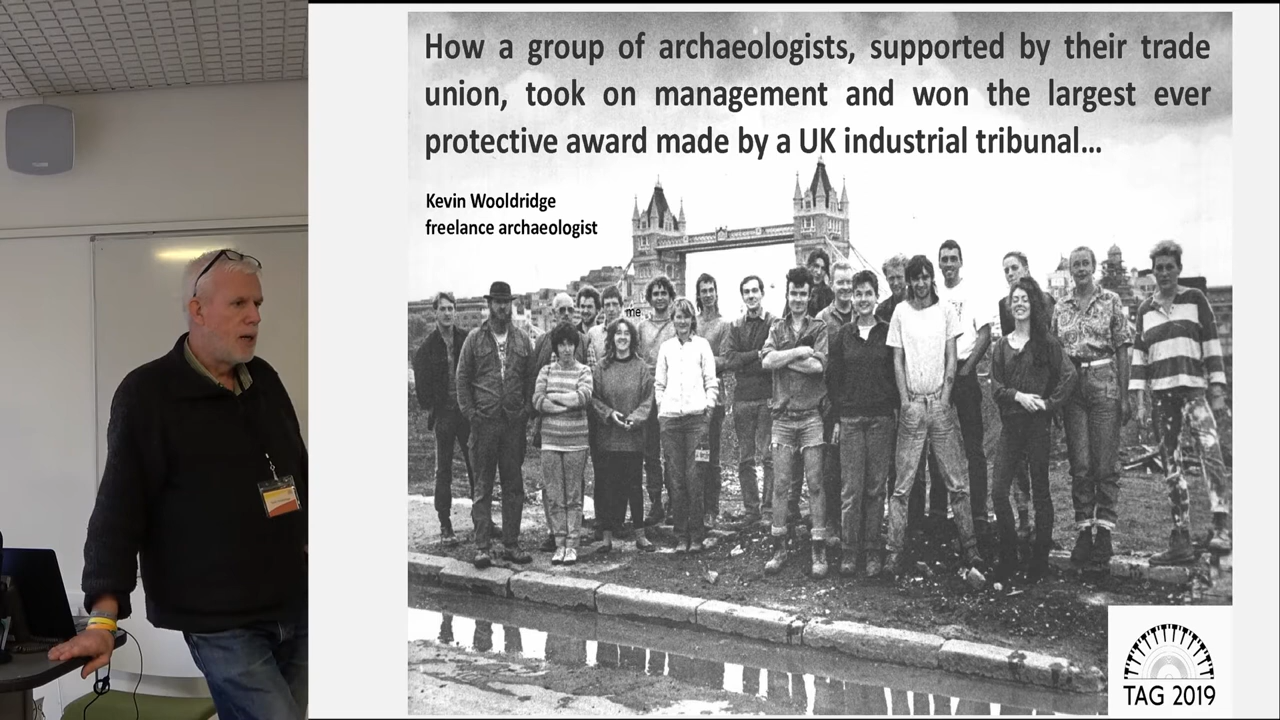 How a group of archaeologists, supported by their trade
union, took on management and won the largest ever
protective award made by a UK industrial tribunal...
Kevin Wooldridge
freelance archaeologist
me..
TAG 2019